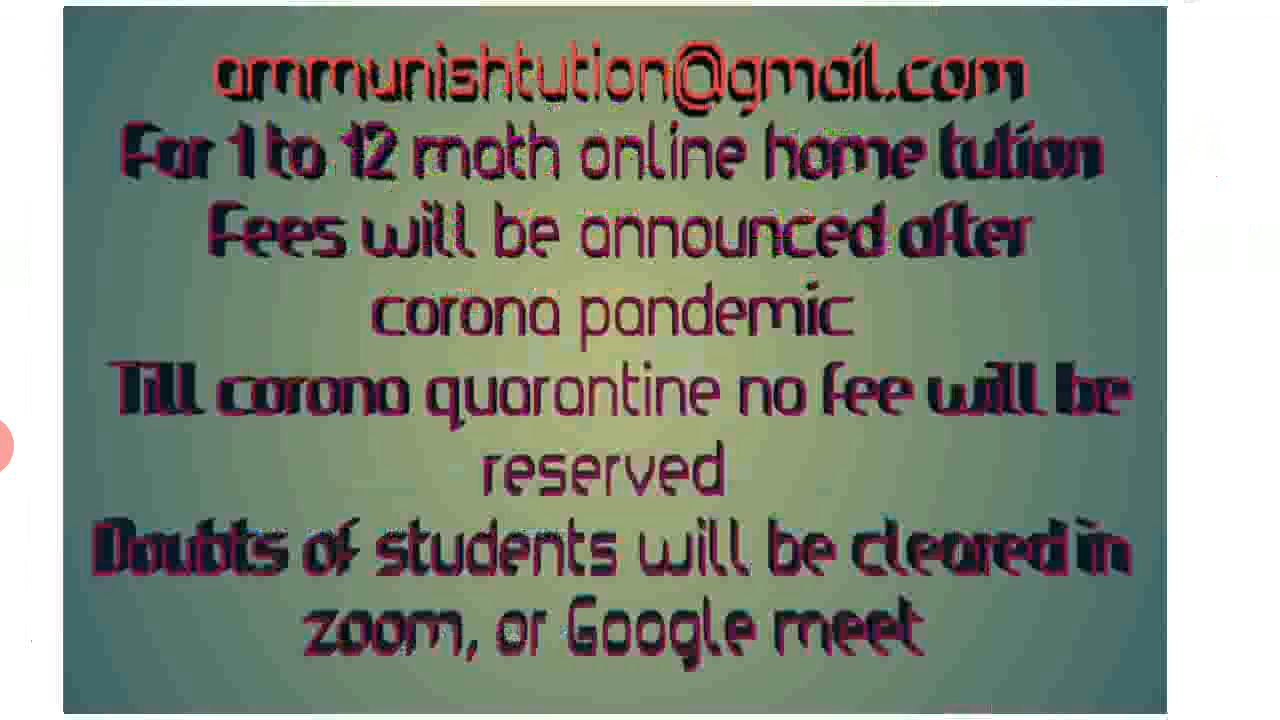 ommunishtution@gmail.com
For 1 to 12 math online home tution
Fees will be announced after
corona pandemic
Till corona quarantine no fee will be
reserved
Doubts of students will be cleared in
zoom, or Google meet